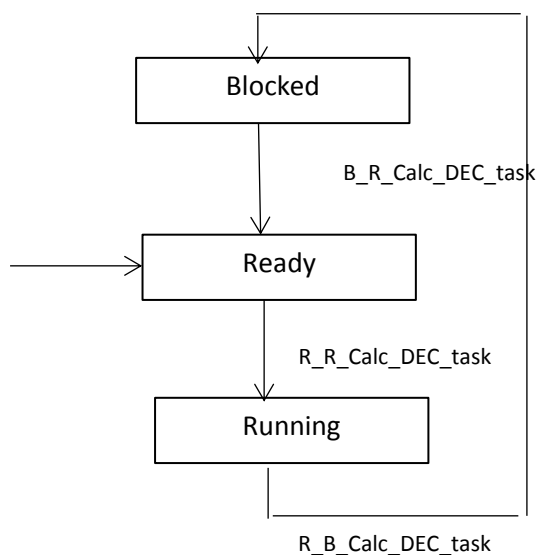 Blocked
B_R_Calc_DEC_task
Ready
R_R_Calc_DEC_task
Running
R_B_Calc_DEC_task